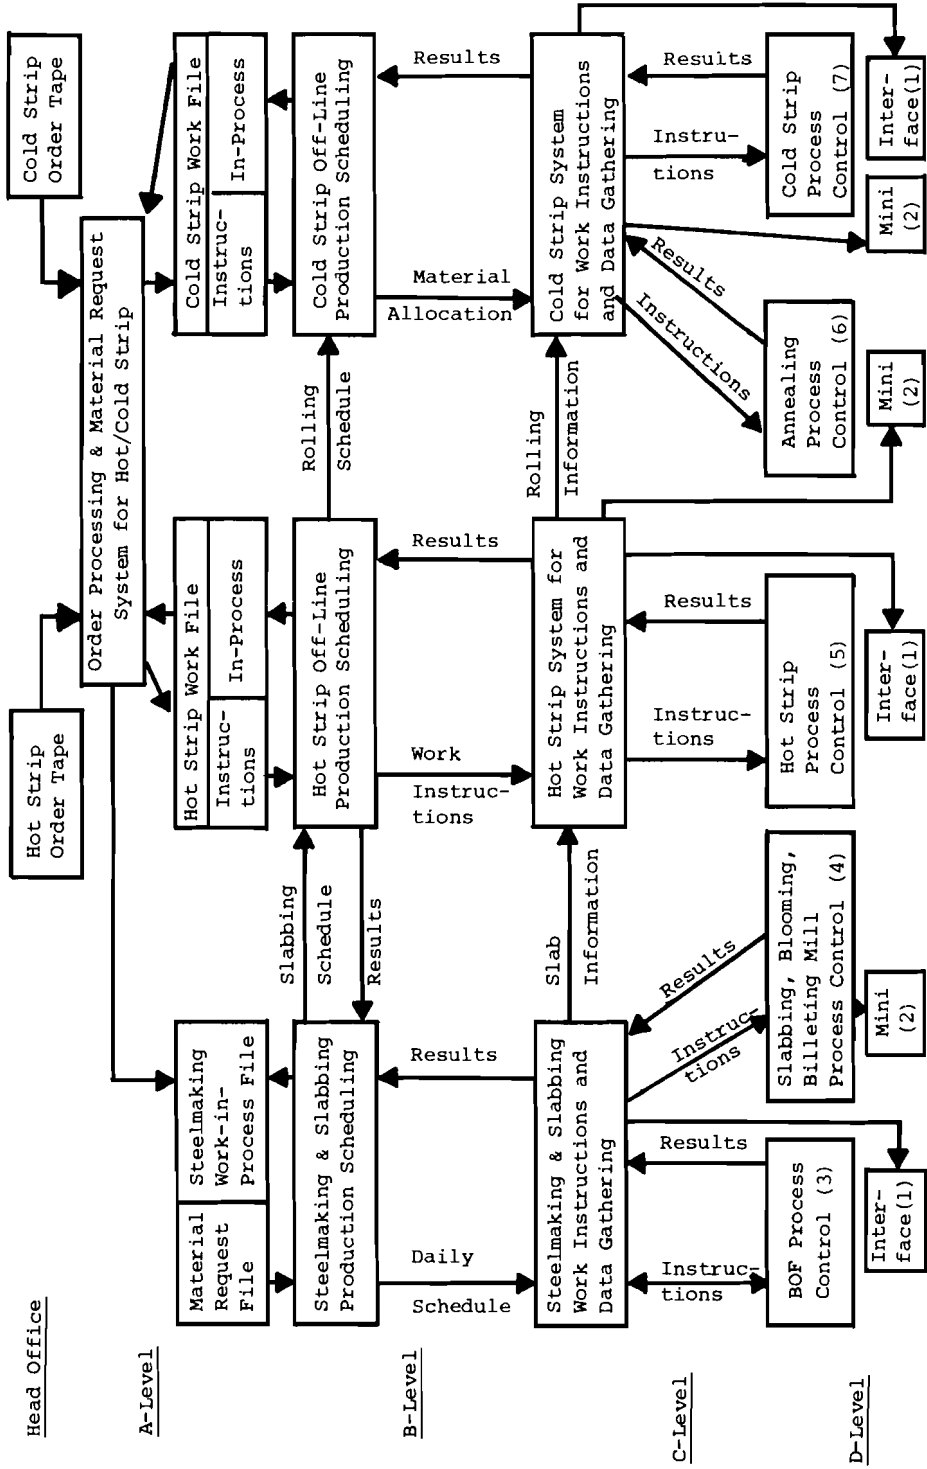 Head Office
Hot Strip
Order Tape
Cold Strip
Order Tape
A-Level
Order Processing & Material Request
System for Hot/Cold Strip
Material
Request
File
Steelmaking
Work-in-
Process File
Hot Strip Work File
Instruc-
tions
In-Process
Cold Strip Work File
Instruc-
tions
In-Process
B-Level
Steelmaking & Slabbing
Production Scheduling
Slabbing
Schedule
Results
Hot Strip Off-Line
Production Scheduling
Rolling
Schedule
Cold Strip Off-Line
Production Scheduling
Daily
Schedule
Results
Work
Instruc-
tions
Results
Material
Allocation
Results
C-Level
Steelmaking & Slabbing
Work Instructions and
Data Gathering
Slab
Information
Hot Strip System for
Work Instructions and
Data Gathering
Rolling
Information
Cold Strip System
for Work Instructions
and Data Gathering
Instruc-
tions
Results
Instruc-
tions
Results
Instruc-
tions
Results
Instructions
Results
Instru-
tions
Results
D-Level
BOF Process
Control (3)
Slabbing, Blooming,
Billeting Mill
Process Control (4)
Hot Strip
Process
Control (5)
Annealing
Process
Control (6)
Cold Strip
Process
Control (7)
Inter-
face(1)
Mini
(2)
Inter-
face(1)
Mini
(2)
Mini
(2)
Inter-
face(1)